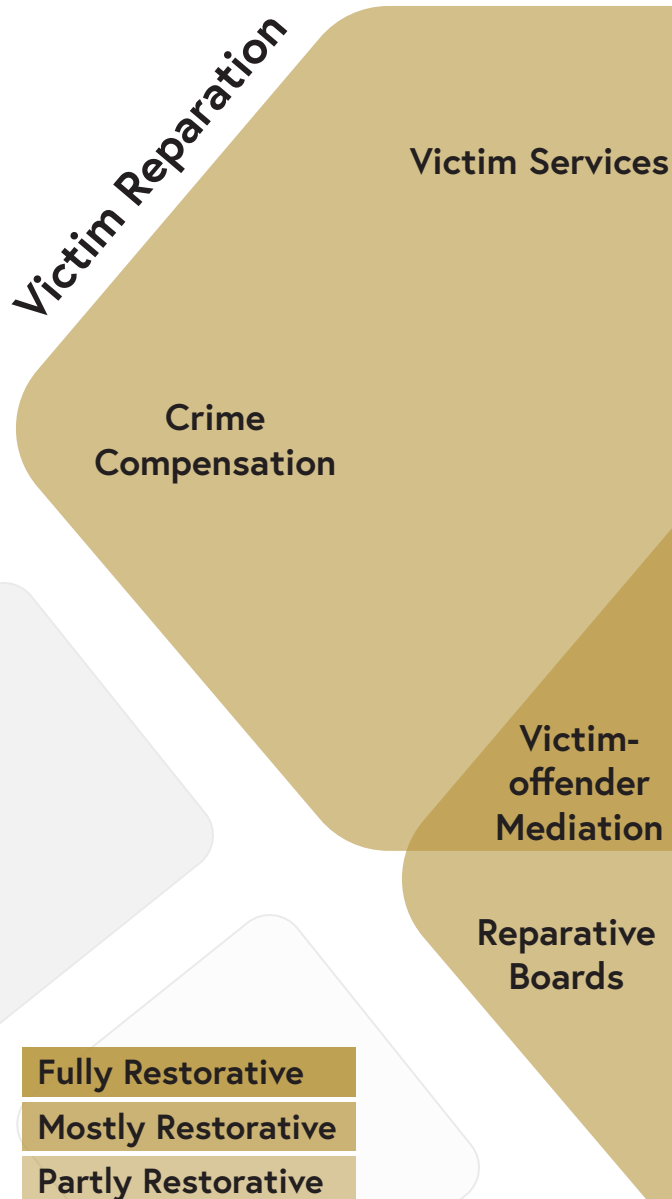 Victim Reparation
Victim Services
Crime
Compensation
Victim-
offender
Mediation
Reparative
Boards
Fully Restorative
Mostly Restorative
Partly Restorative